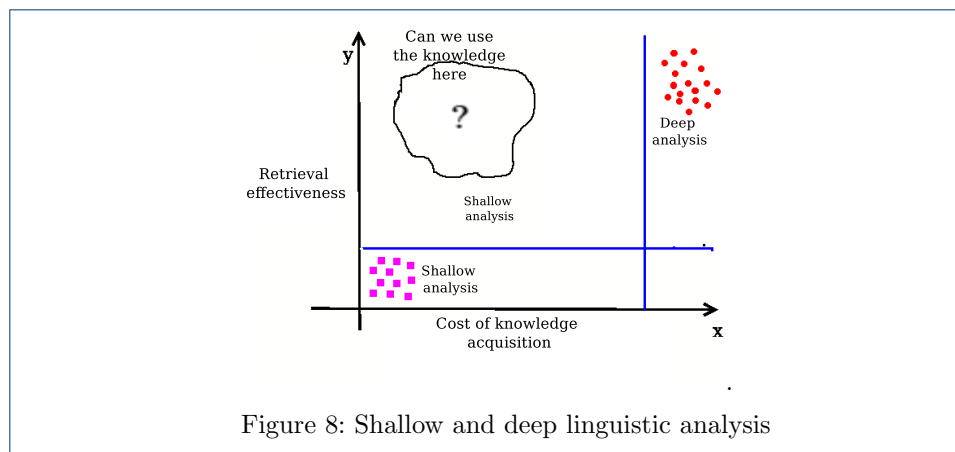 Can we use
the knowledge
here
y
?
Deep
analysis
Retrieval
effectiveness
Shallow
analysis
Shallow
analysis
Cost of knowledge
acquisition
x
Figure 8: Shallow and deep linguistic analysis